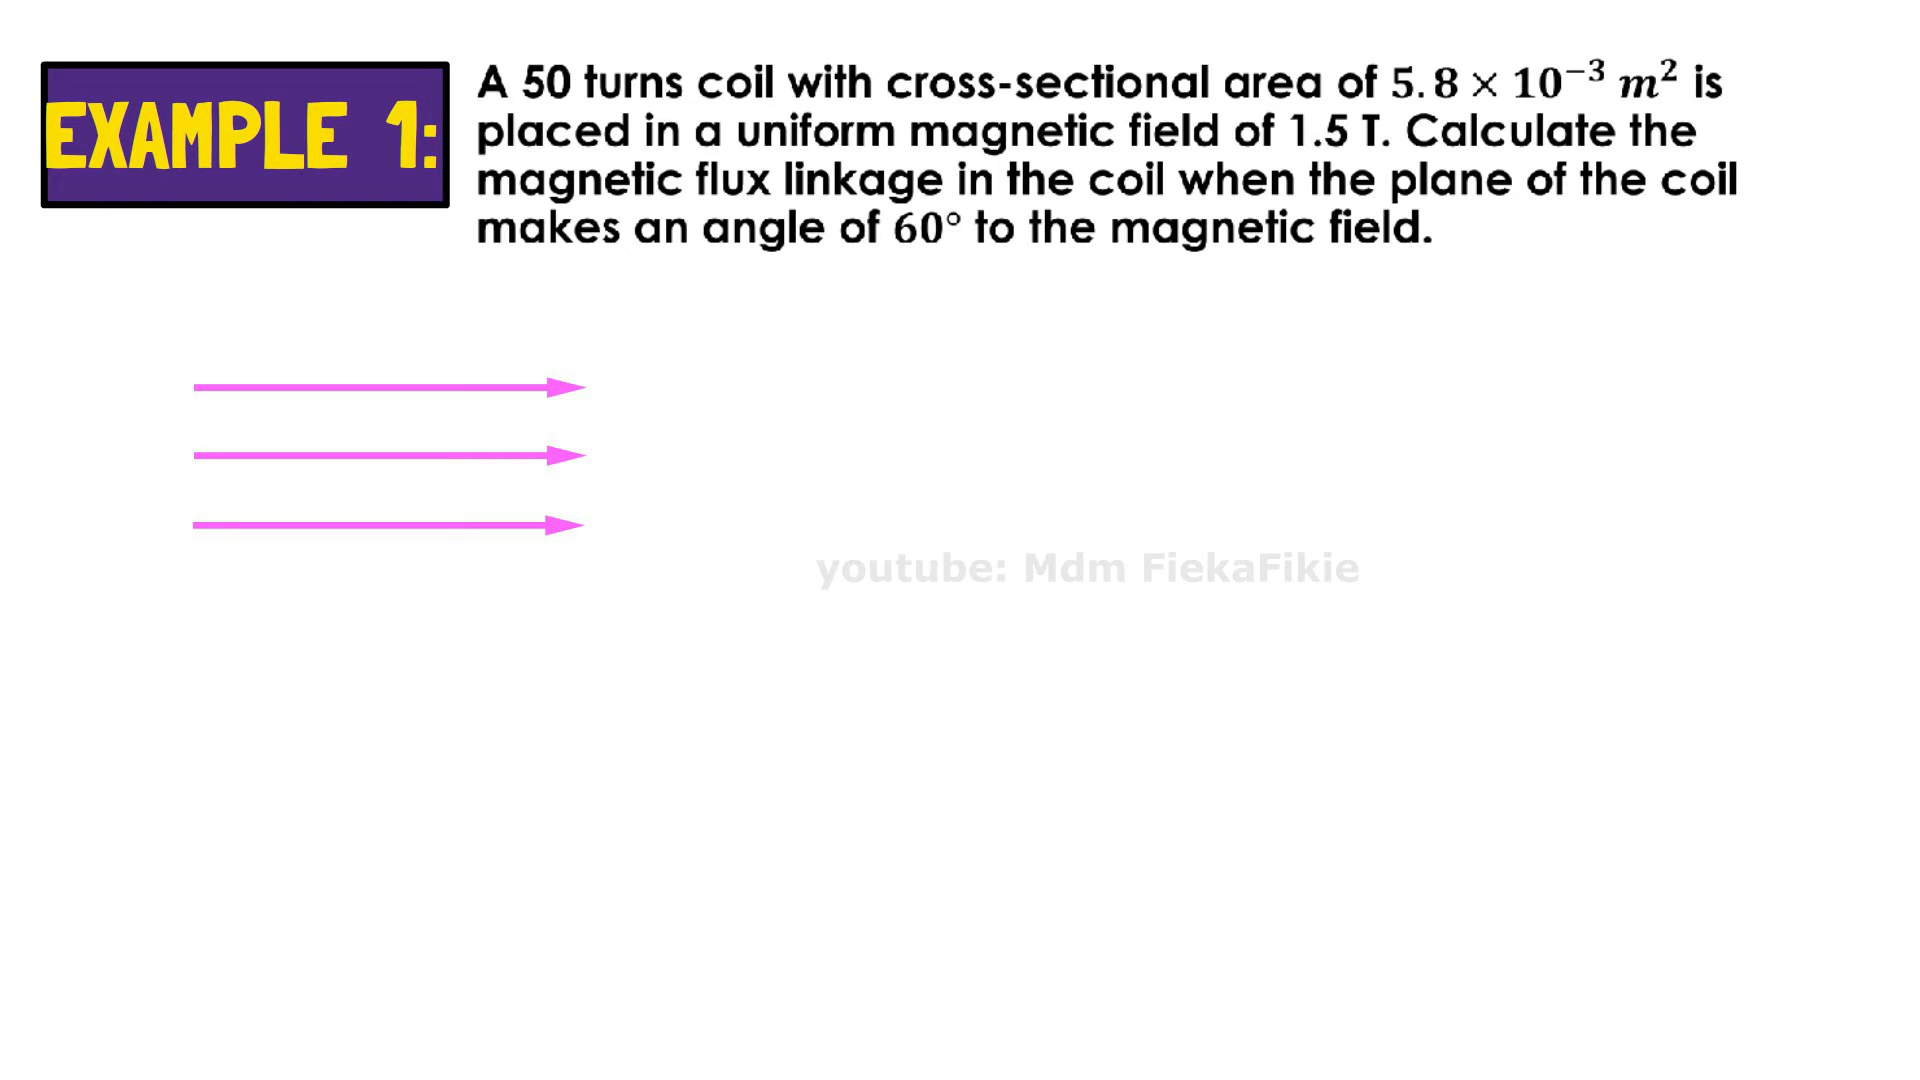 EXAMPLE 1:
A 50 turns coil with cross-sectional area of 5.8 × 10⁻³ m² is
placed in a uniform magnetic field of 1.5 T. Calculate the
magnetic flux linkage in the coil when the plane of the coil
makes an angle of 60° to the magnetic field.
youtube: Mdm FiekaFikie